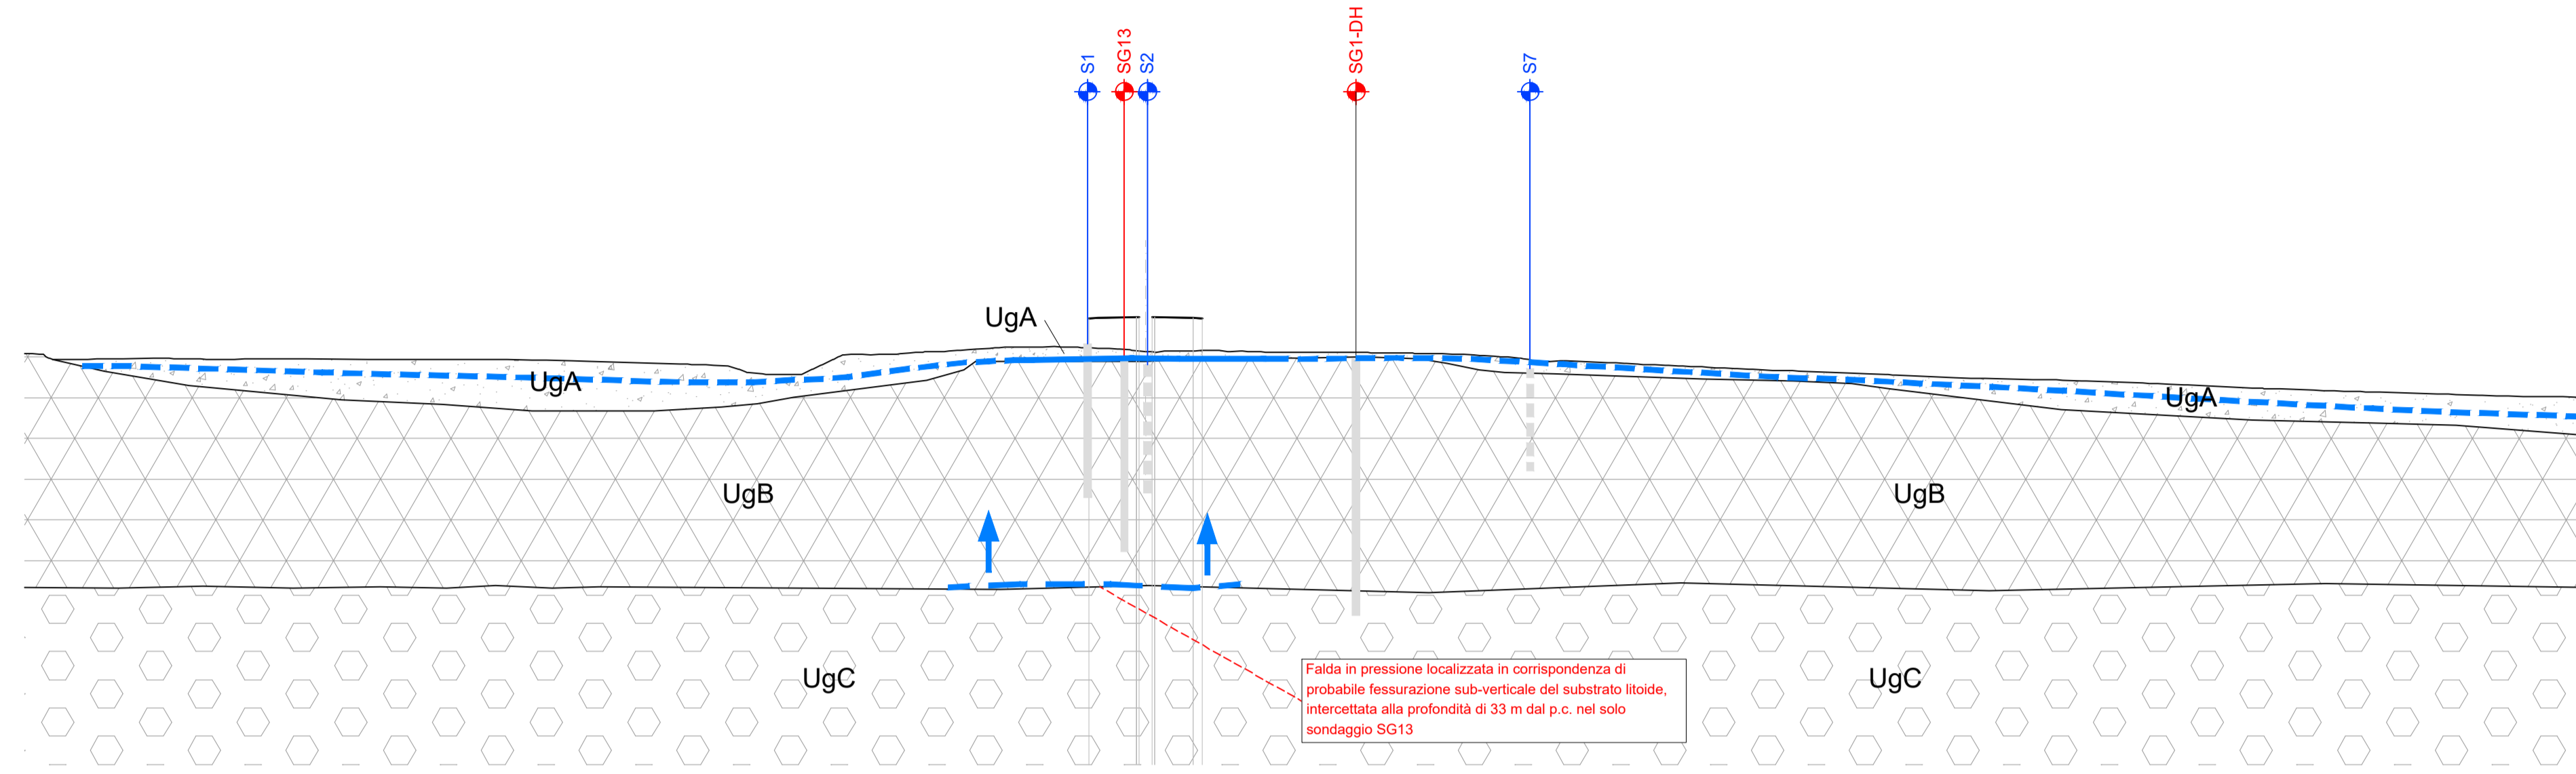 S1
SG13
S2
SG1-DH
S7
UgA
UgA
UgA
UgB
UgB
UgC
UgC
Falda in pressione localizzata in corrispondenza di
probabile fessurazione sub-verticale del substrato litoide,
intercettata alla profondità di 33 m dal p.c. nel solo
sondaggio SG13